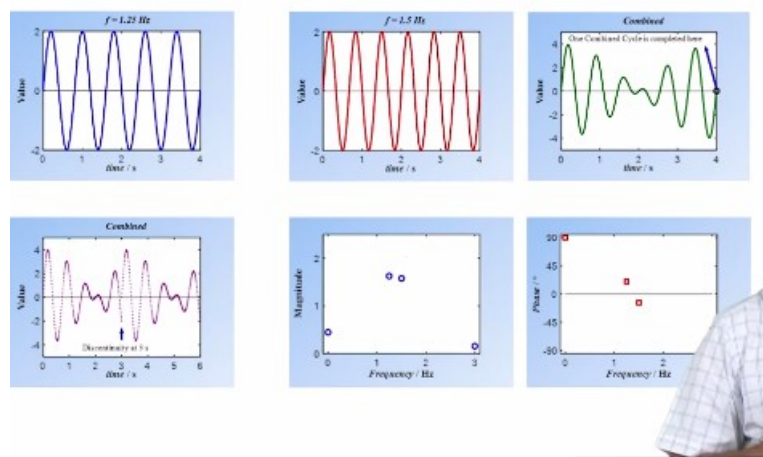 f = 1.25 Hz
2
0
-2
Value
0 1 2 3 4
time / s
f = 1.5 Hz
2
0
-2
Value
0 1 2 3 4
time / s
Combined
One Combined Cycle is completed here
4
2
0
-2
-4
Value
0 1 2 3 4
time / s
Combined
4
2
0
-2
-4
Value
Discontinuity at 3 s
0 1 2 3 4 5 6
time / s
2
1
0
Magnitude
0 1 2 3
Frequency / Hz
90
45
0
-45
-90
Phase / °
0 1 2
Frequency / Hz